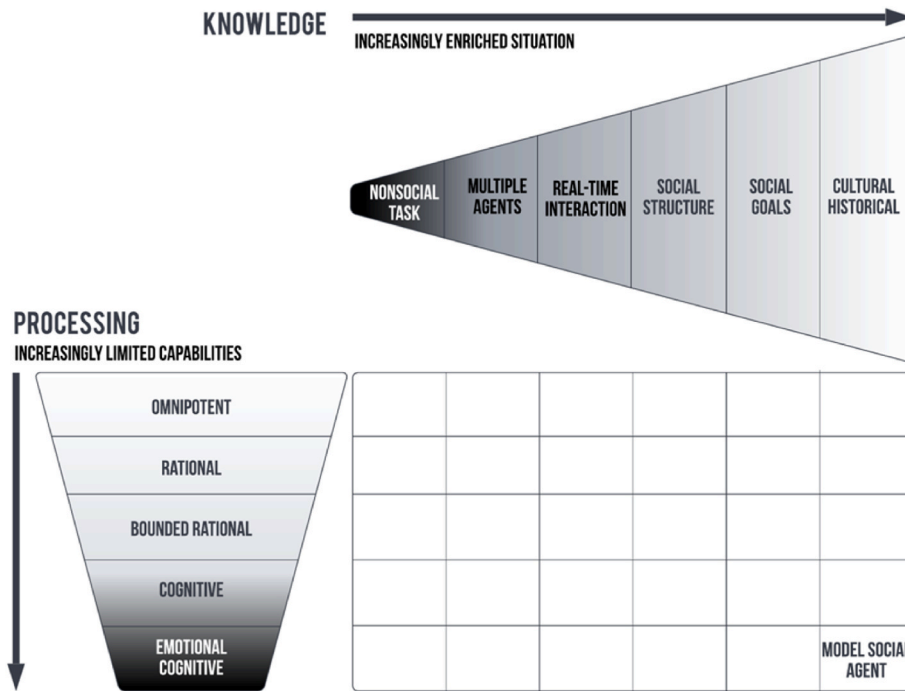 KNOWLEDGE
INCREASINGLY ENRICHED SITUATION
NONSOCIAL
TASK
MULTIPLE
AGENTS
REAL-TIME
INTERACTION
SOCIAL
STRUCTURE
SOCIAL
GOALS
CULTURAL
HISTORICAL
PROCESSING
INCREASINGLY LIMITED CAPABILITIES
OMNIPOTENT
RATIONAL
BOUNDED RATIONAL
COGNITIVE
EMOTIONAL
COGNITIVE
MODEL SOCIAL
AGENT